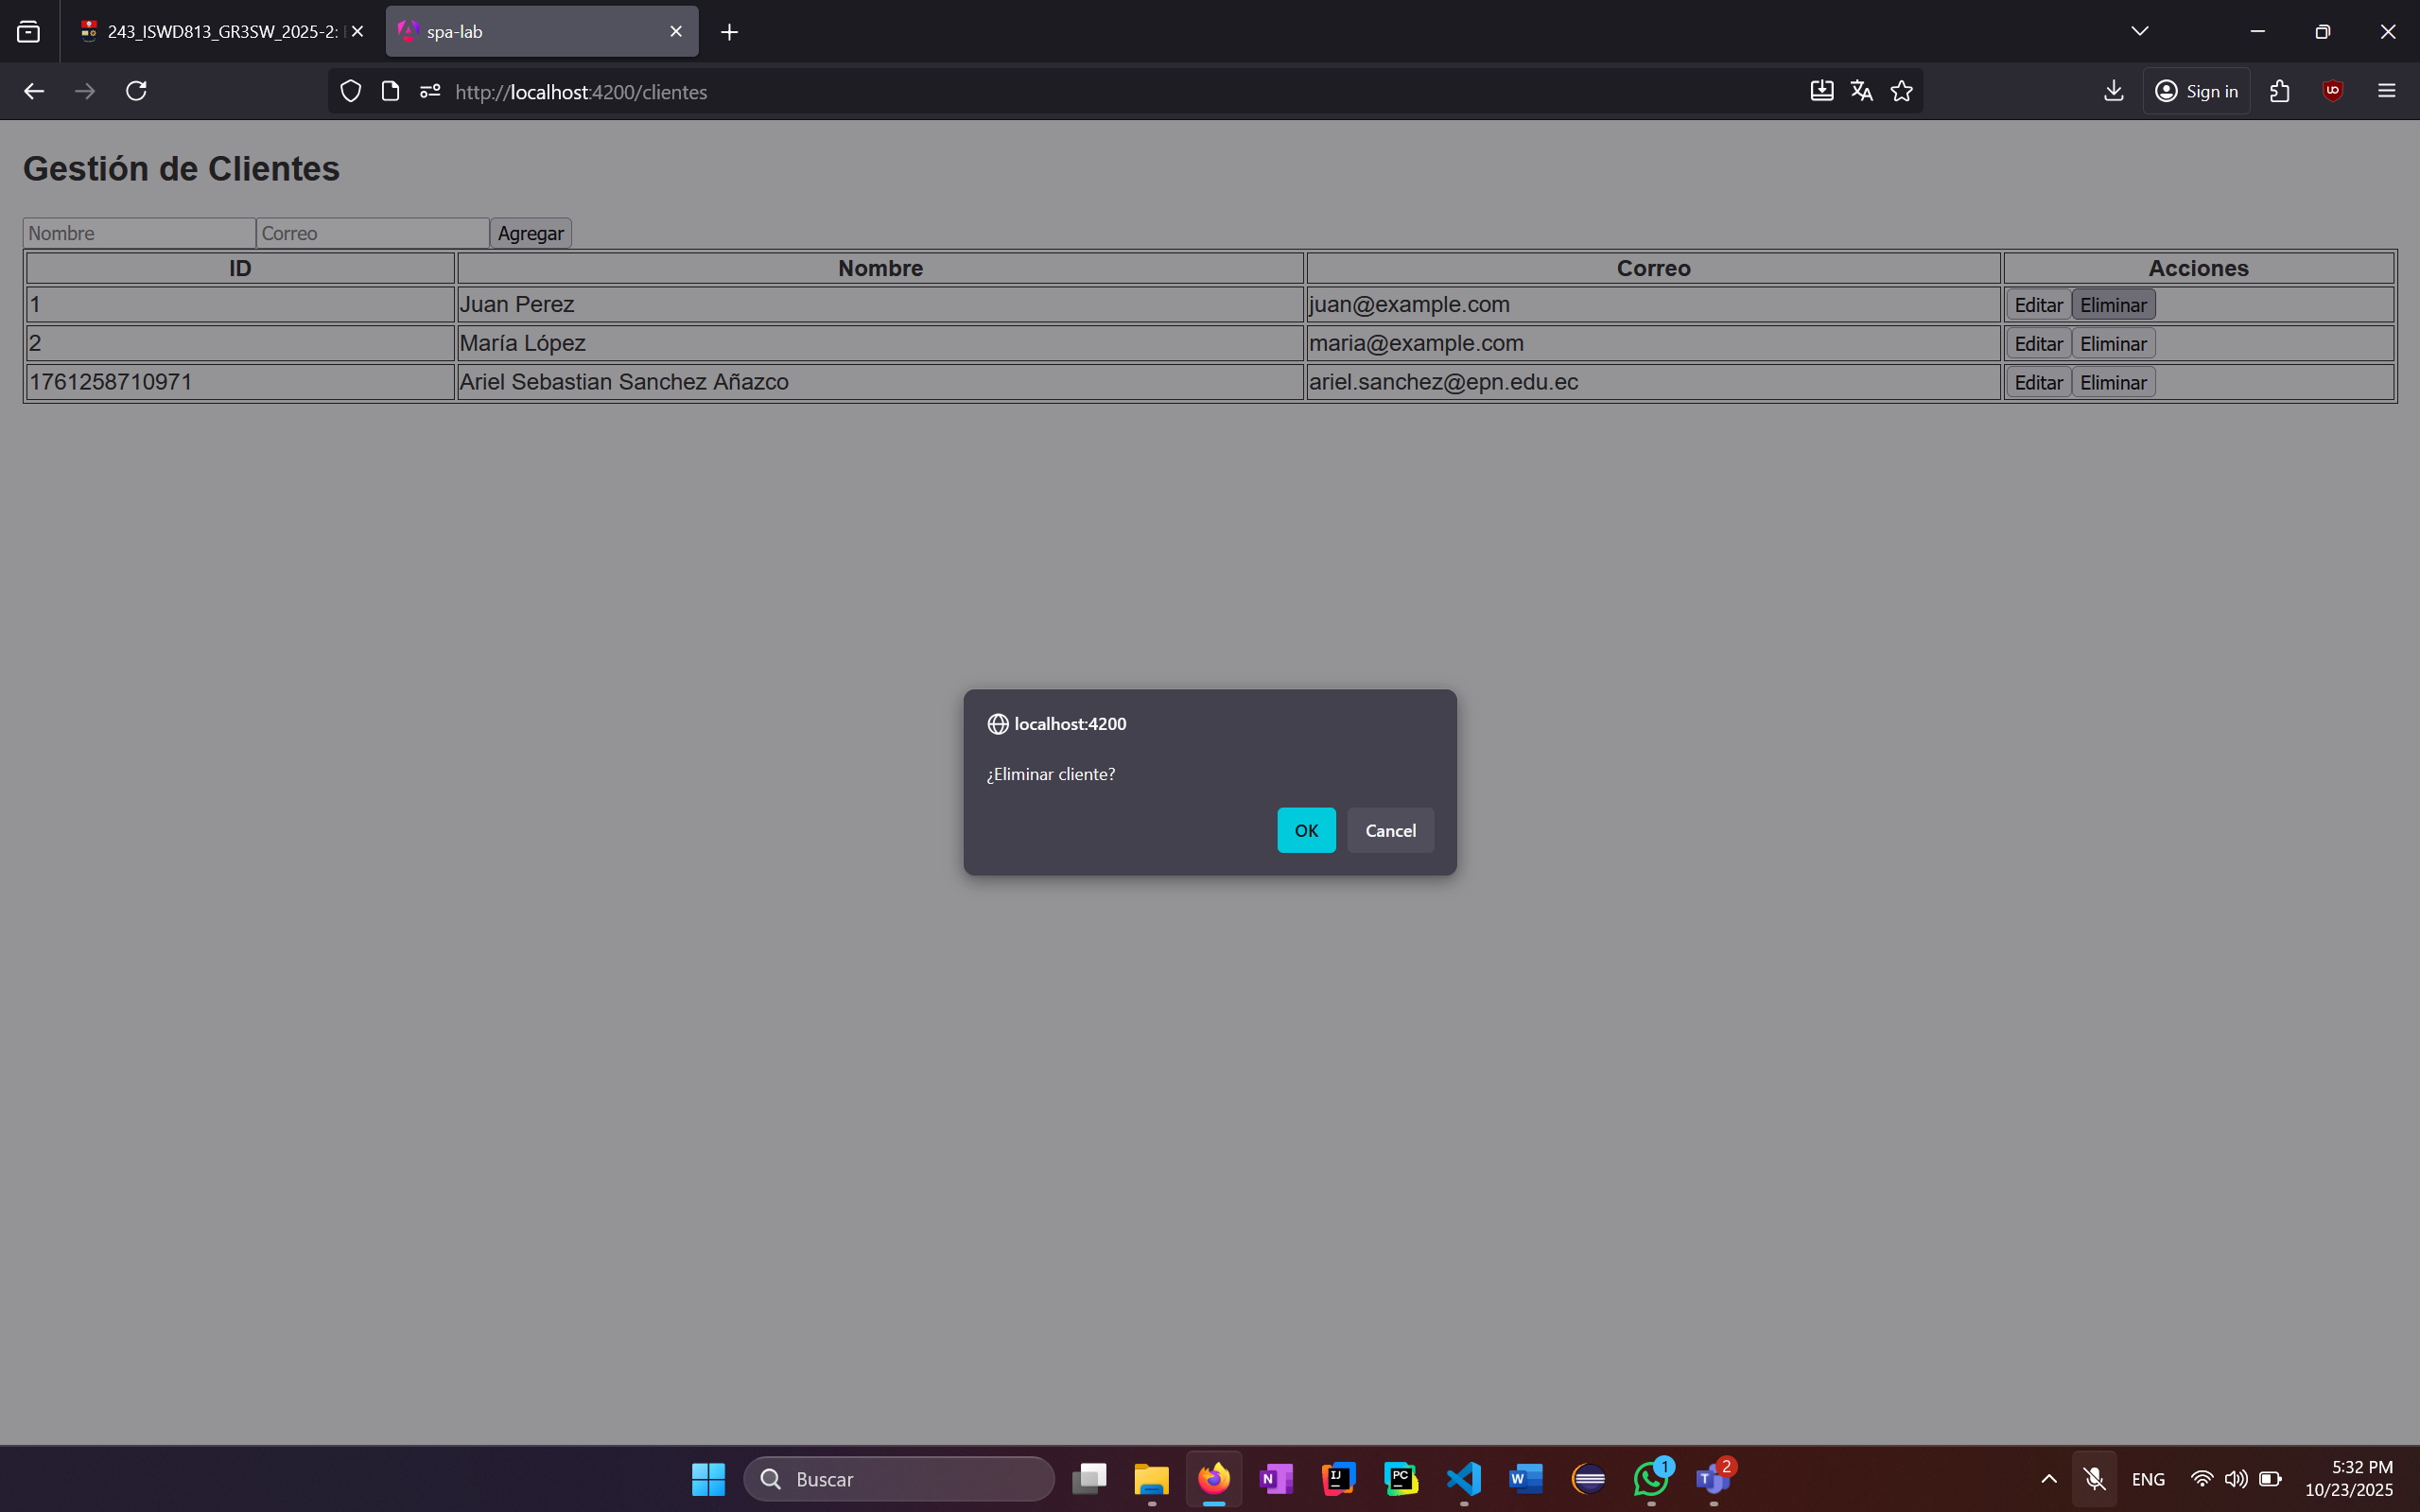 243_ISWD813_GR3SW_2025-2:
spa-lab
http://localhost:4200/clientes
Sign in
Gestión de Clientes
Nombre Correo Agregar
ID Nombre Correo Acciones
1 Juan Perez juan@example.com Editar Eliminar
2 María López maria@example.com Editar Eliminar
1761258710971 Ariel Sebastian Sanchez Añazco ariel.sanchez@epn.edu.ec Editar Eliminar
localhost:4200
¿Eliminar cliente?
OK Cancel
Buscar
N
IJ
PC
W
1
T
2
ENG
5:32 PM
10/23/2025